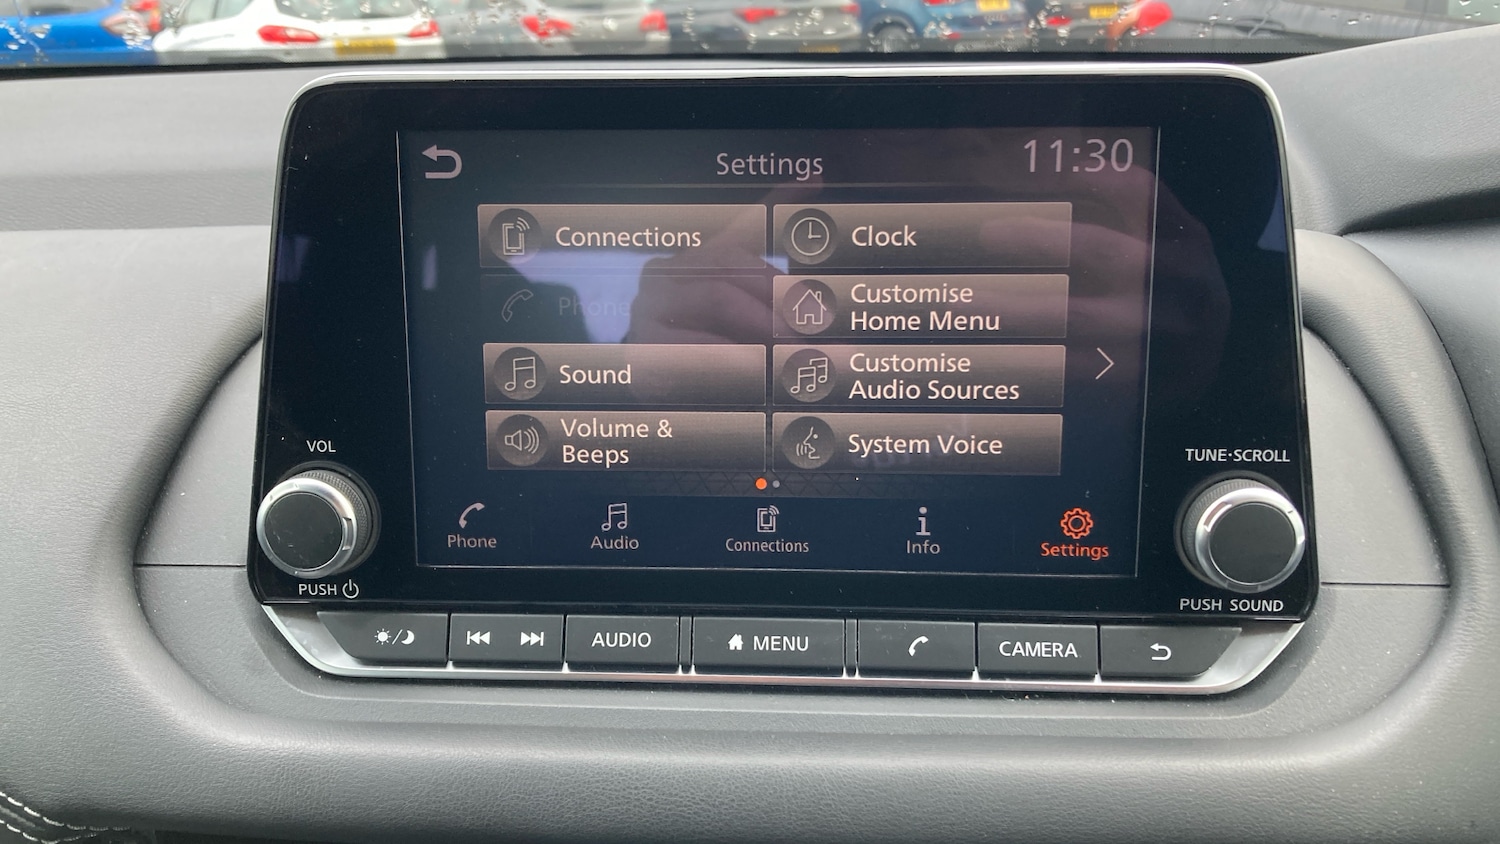 Settings
11:30
Connections
Clock
Phone
Customise
Home Menu
Sound
Customise
Audio Sources
Volume &
Beeps
System Voice
Phone
Audio
Connections
Info
Settings
VOL
PUSH
TUNE·SCROLL
PUSH SOUND
AUDIO
MENU
CAMERA